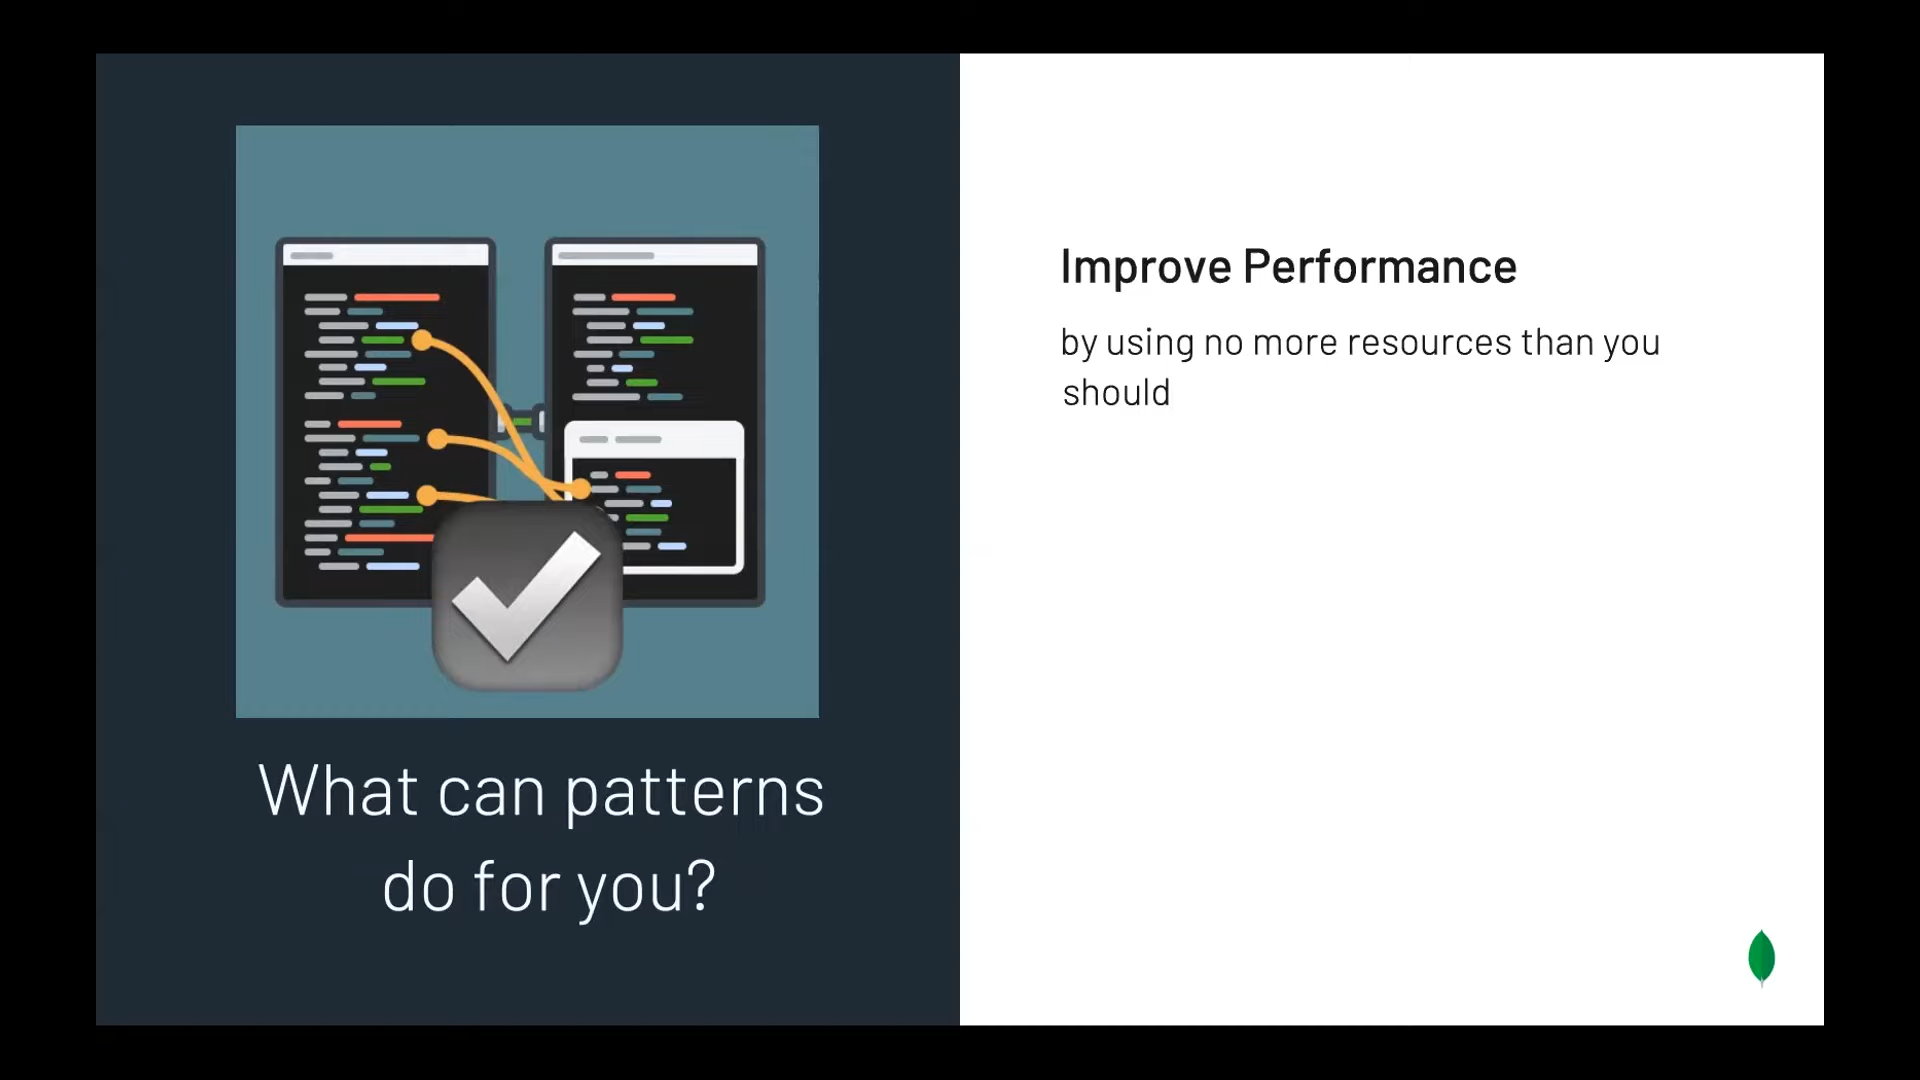 What can patterns
do for you?
Improve Performance
by using no more resources than you
should